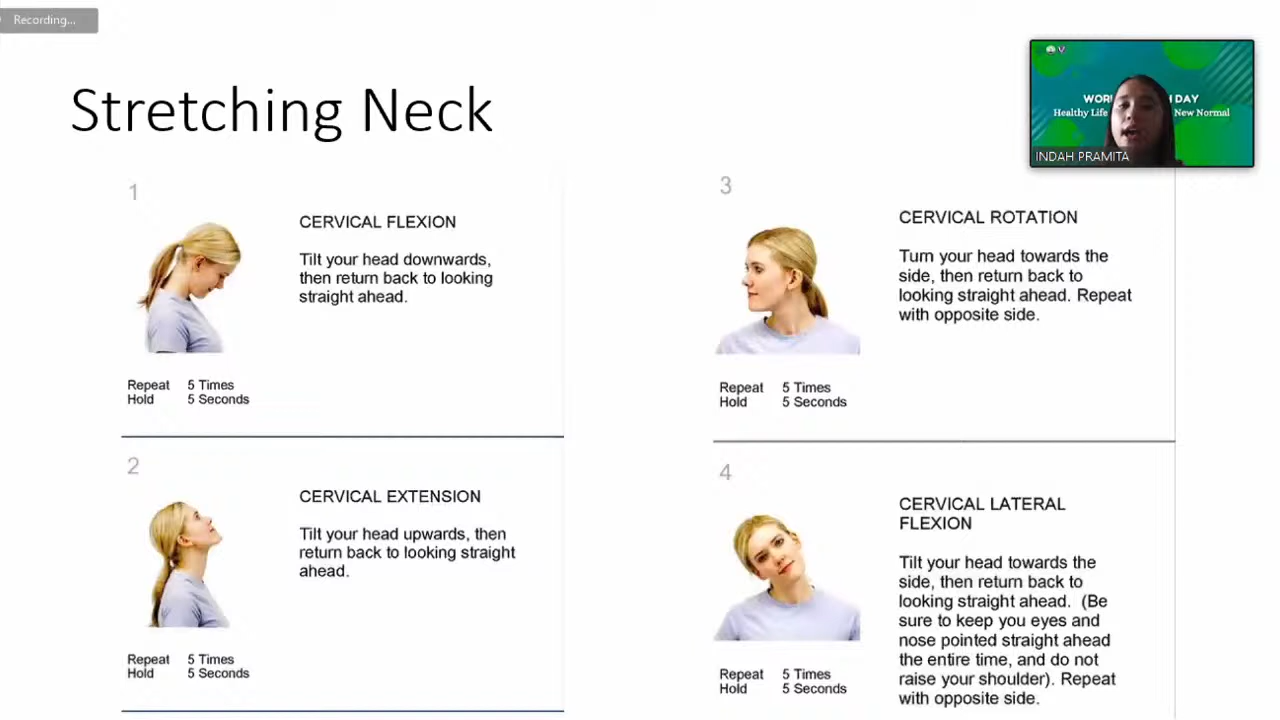 Recording...
Stretching Neck
WOR
H DAY
Healthy Life
New Normal
INDAH PRAMITA
1
CERVICAL FLEXION
Tilt your head downwards,
then return back to looking
straight ahead.
Repeat 5 Times
Hold 5 Seconds
2
CERVICAL EXTENSION
Tilt your head upwards, then
return back to looking straight
ahead.
Repeat 5 Times
Hold 5 Seconds
3
CERVICAL ROTATION
Turn your head towards the
side, then return back to
looking straight ahead. Repeat
with opposite side.
Repeat 5 Times
Hold 5 Seconds
4
CERVICAL LATERAL
FLEXION
Tilt your head towards the
side, then return back to
looking straight ahead. (Be
sure to keep you eyes and
nose pointed straight ahead
the entire time, and do not
raise your shoulder). Repeat
with opposite side.
Repeat 5 Times
Hold 5 Seconds